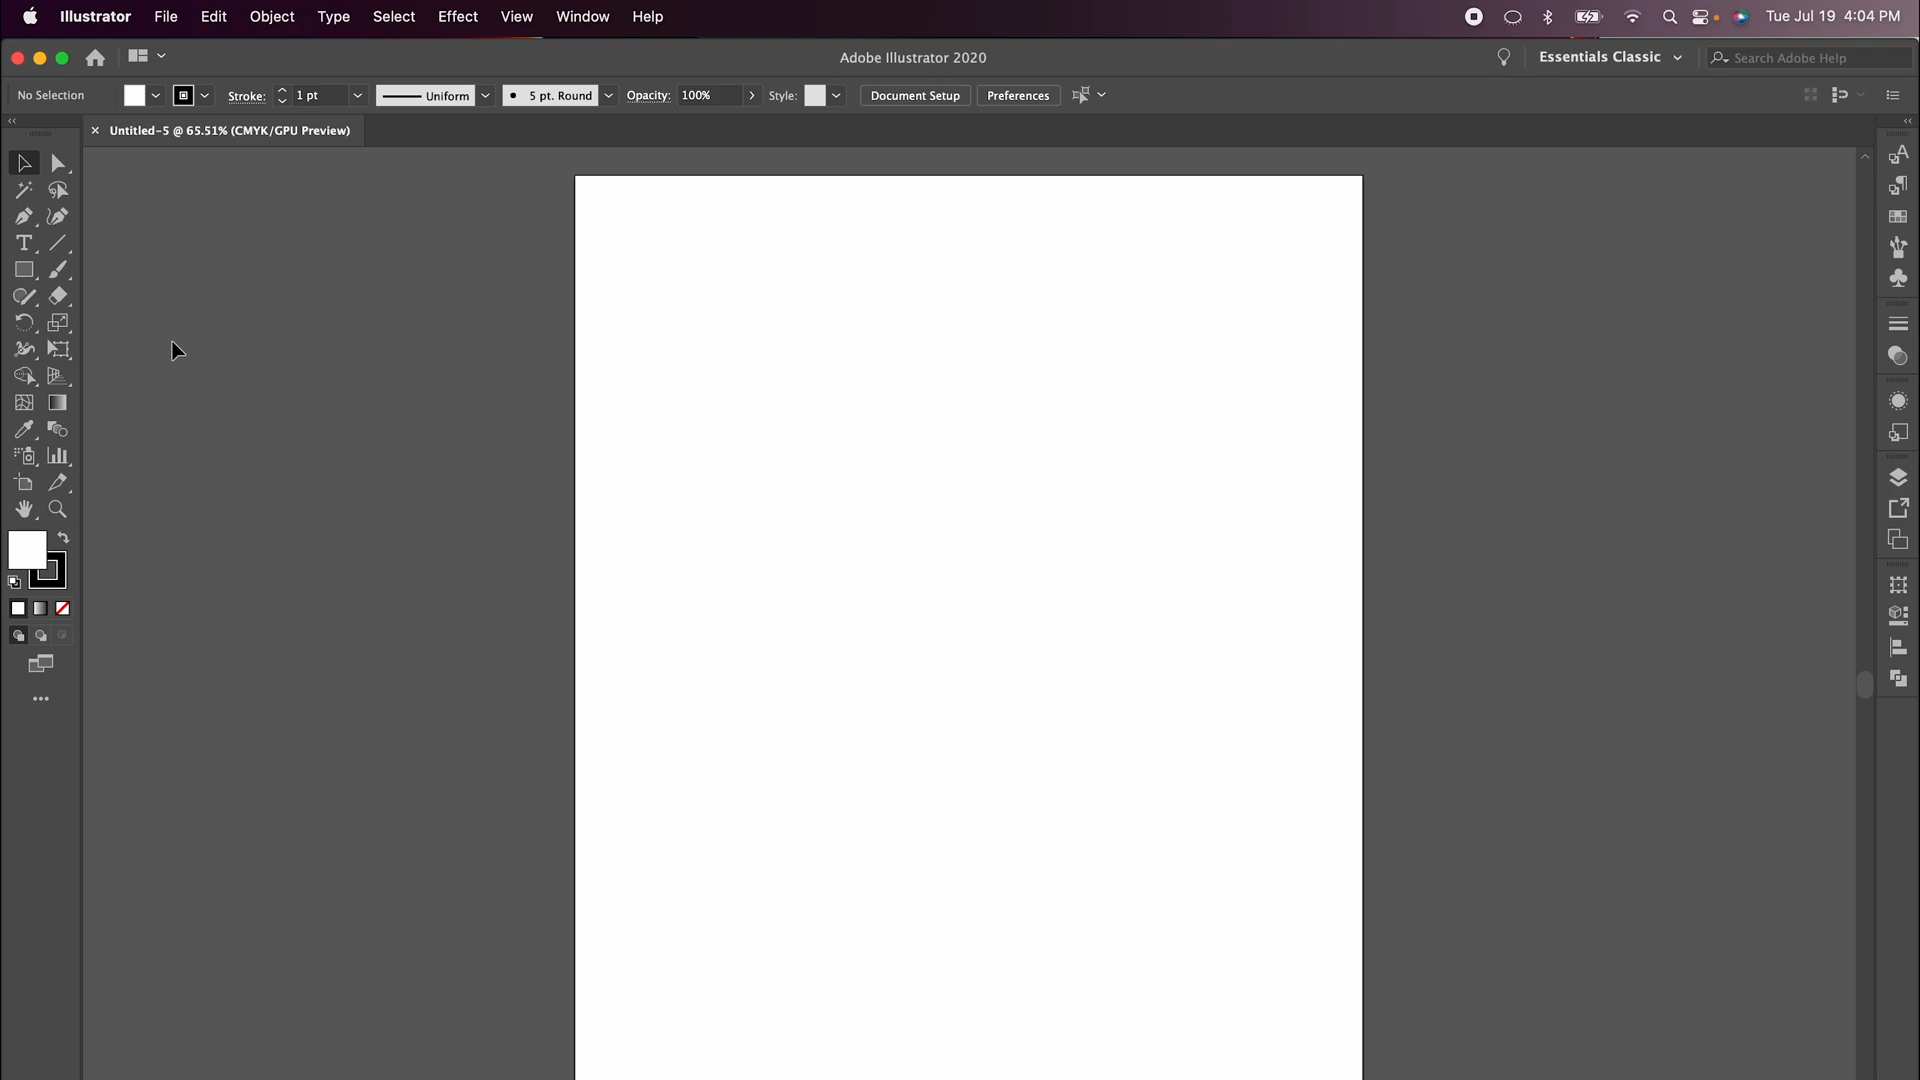 Illustrator File Edit Object Type Select Effect View Window Help Tue Jul 19 4:04 PM
Adobe Illustrator 2020 Essentials Classic Search Adobe Help
No Selection Stroke: 1 pt Uniform 5 pt. Round Opacity: 100% Style: Document Setup Preferences
Untitled-5 @ 65.51% (CMYK/GPU Preview)